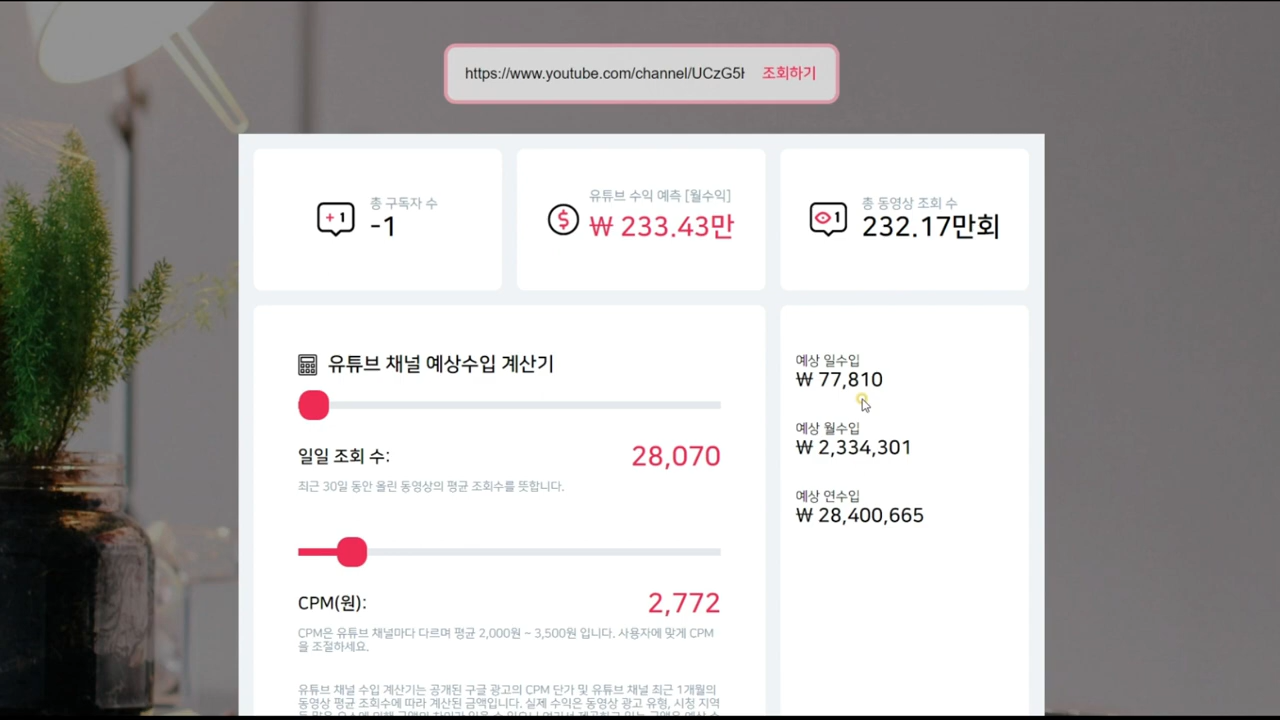 https://www.youtube.com/channel/UCzG5
조회하기
+1
총 구독자 수
-1
$
유튜브 수익 예측 [월수익]
₩ 233.43만
1
총 동영상 조회 수
232.17만회
유튜브 채널 예상수입 계산기
일일 조회 수:
28,070
최근 30일 동안 올린 동영상의 평균 조회수를 뜻합니다.
CPM(원):
2,772
CPM은 유튜브 채널마다 다르며 평균 2,000원 ~ 3,500원 입니다. 사용자에 맞게 CPM
을 조절하세요.
유튜브 채널 수입 계산기는 공개된 구글 광고의 CPM 단가 및 유튜브 채널 최근 1개월의
동영상 평균 조회수에 따라 계산된 금액입니다. 실제 수익은 동영상 광고 유형, 시청 지역
예상 일수입
₩ 77,810
예상 월수입
₩ 2,334,301
예상 연수입
₩ 28,400,665